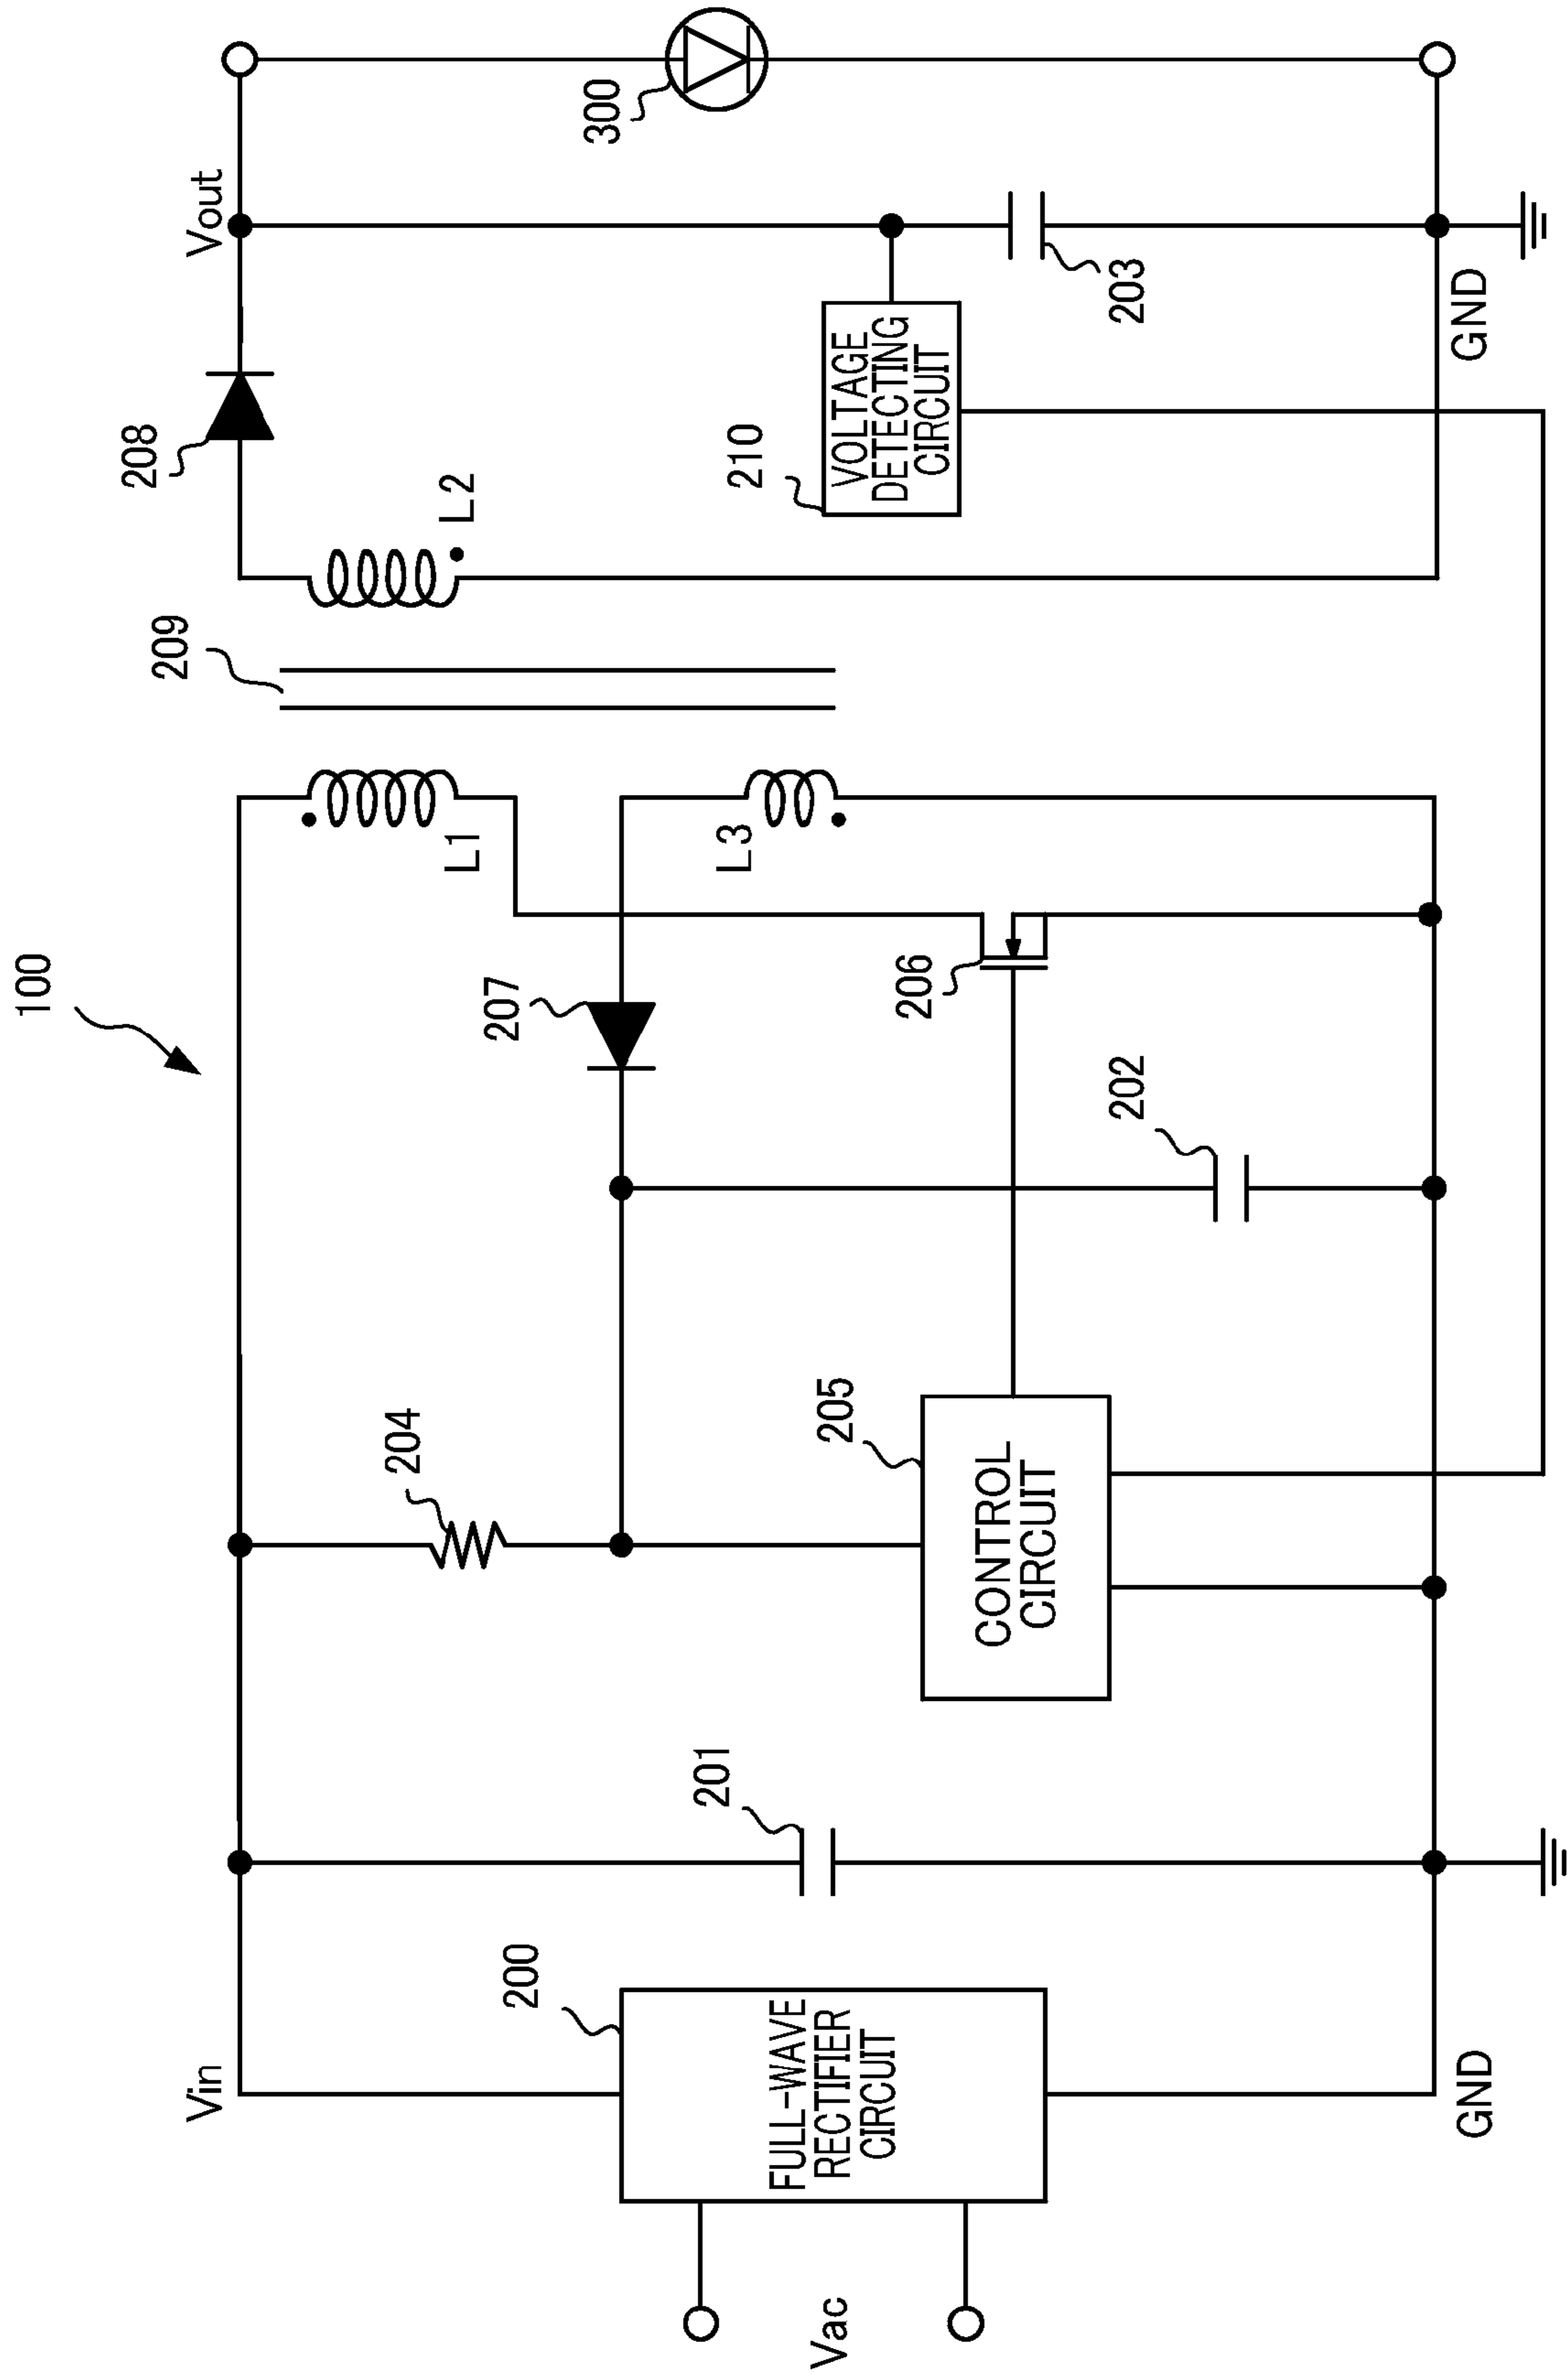 100
Vin
204
L1
209
208
L2
Vout
200
FULL-WAVE
RECTIFIER
CIRCUIT
Vac
201
207
L3
210
VOLTAGE
DETECTING
CIRCUIT
300
205
CONTROL
CIRCUIT
206
202
203
GND
GND